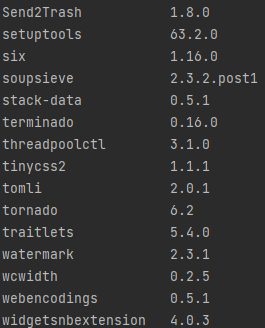 Send2Trash 1.8.0
setuptools 63.2.0
six 1.16.0
soupsieve 2.3.2.post1
stack-data 0.5.1
terminado 0.16.0
threadpoolctl 3.1.0
tinycss2 1.1.1
tomli 2.0.1
tornado 6.2
traitlets 5.4.0
watermark 2.3.1
wcwidth 0.2.5
webencodings 0.5.1
widgetsnbextension 4.0.3